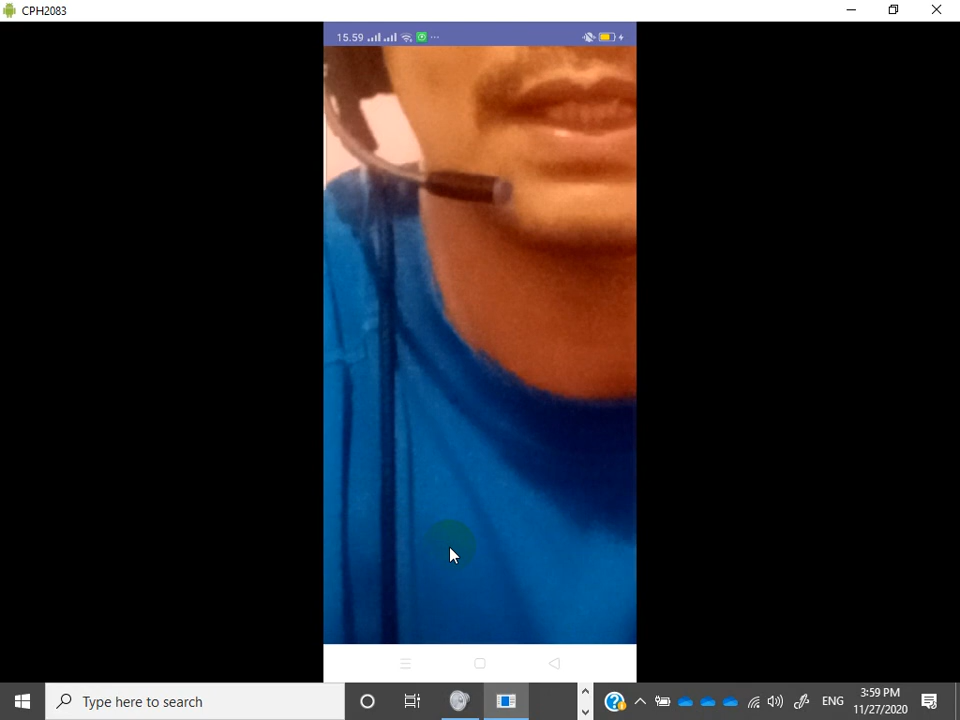 CPH2083
15.59
Type here to search
ENG
3:59 PM
11/27/2020